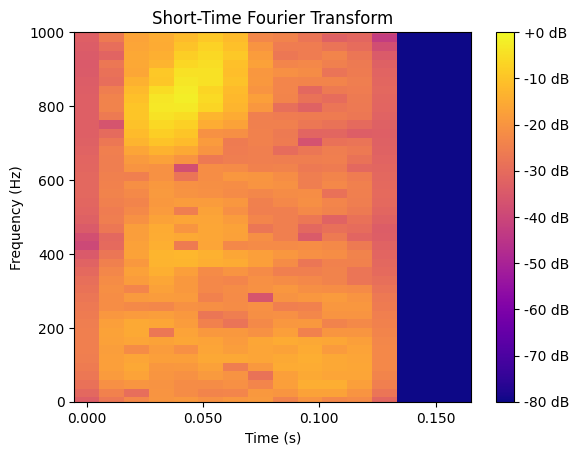 Short-Time Fourier Transform
1000
800
600
400
200
0
Frequency (Hz)
0.000
0.050
0.100
0.150
Time (s)
+0 dB
-10 dB
-20 dB
-30 dB
-40 dB
-50 dB
-60 dB
-70 dB
-80 dB